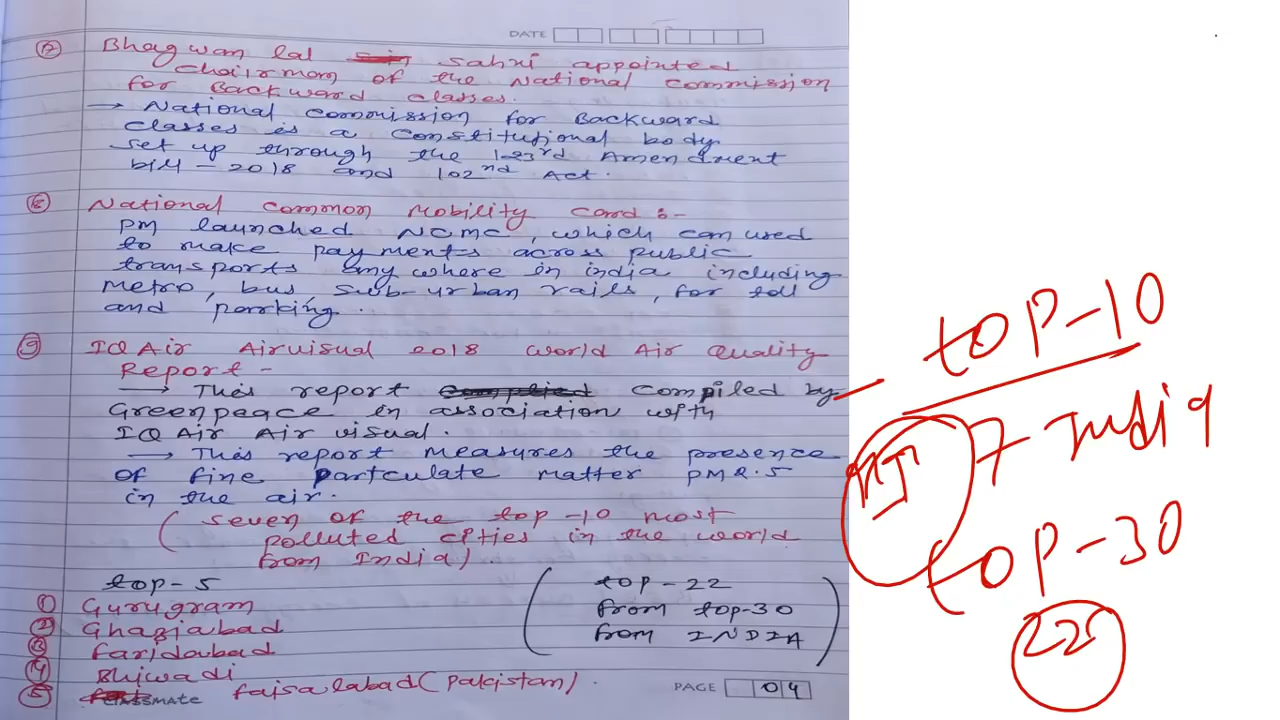 DATE
17 Bhagwan lal sahni appointed
chairman of the National commission
for Backward classes.
→ National commission for Backward
classes is a constitutional body
set up through the 123rd Amendment
bill - 2018 and 102nd Act.
18 National common Mobility card :-
PM launched NCMC, which can used
to make payments across public
transports any where in india including
Metro, bus sub-urban rails, for toll
and parking.
IQ Air Airvisual 2018 world Air Quality
Report -
→ This report compiled by
Greenpeace in association with
IQ Air Air visual.
→ This report measures the presence
of fine particulate matter PM2.5
in the air.
(seven of the top-10 most
polluted cities in the world
from India).
top-5
① Gurugram
② Ghaziabad
③ faridabad
④ Bhiwadi
⑤ faisalabad (Pakistan).
(top-22
from top-30
from INDIA)
CLASSMATE
PAGE 04
top-10
7 India
top-30
22